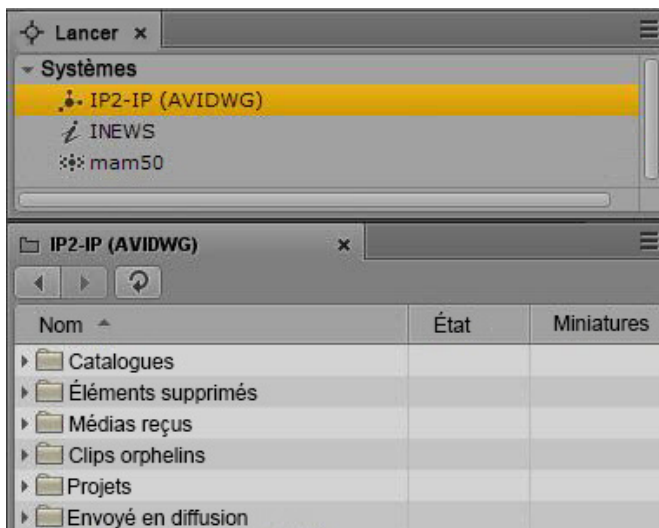 Lancer
Systèmes
IP2-IP (AVIDWG)
INEWS
mam50
IP2-IP (AVIDWG)
Nom État Miniatures
Catalogues
Éléments supprimés
Médias reçus
Clips orphelins
Projets
Envoyé en diffusion